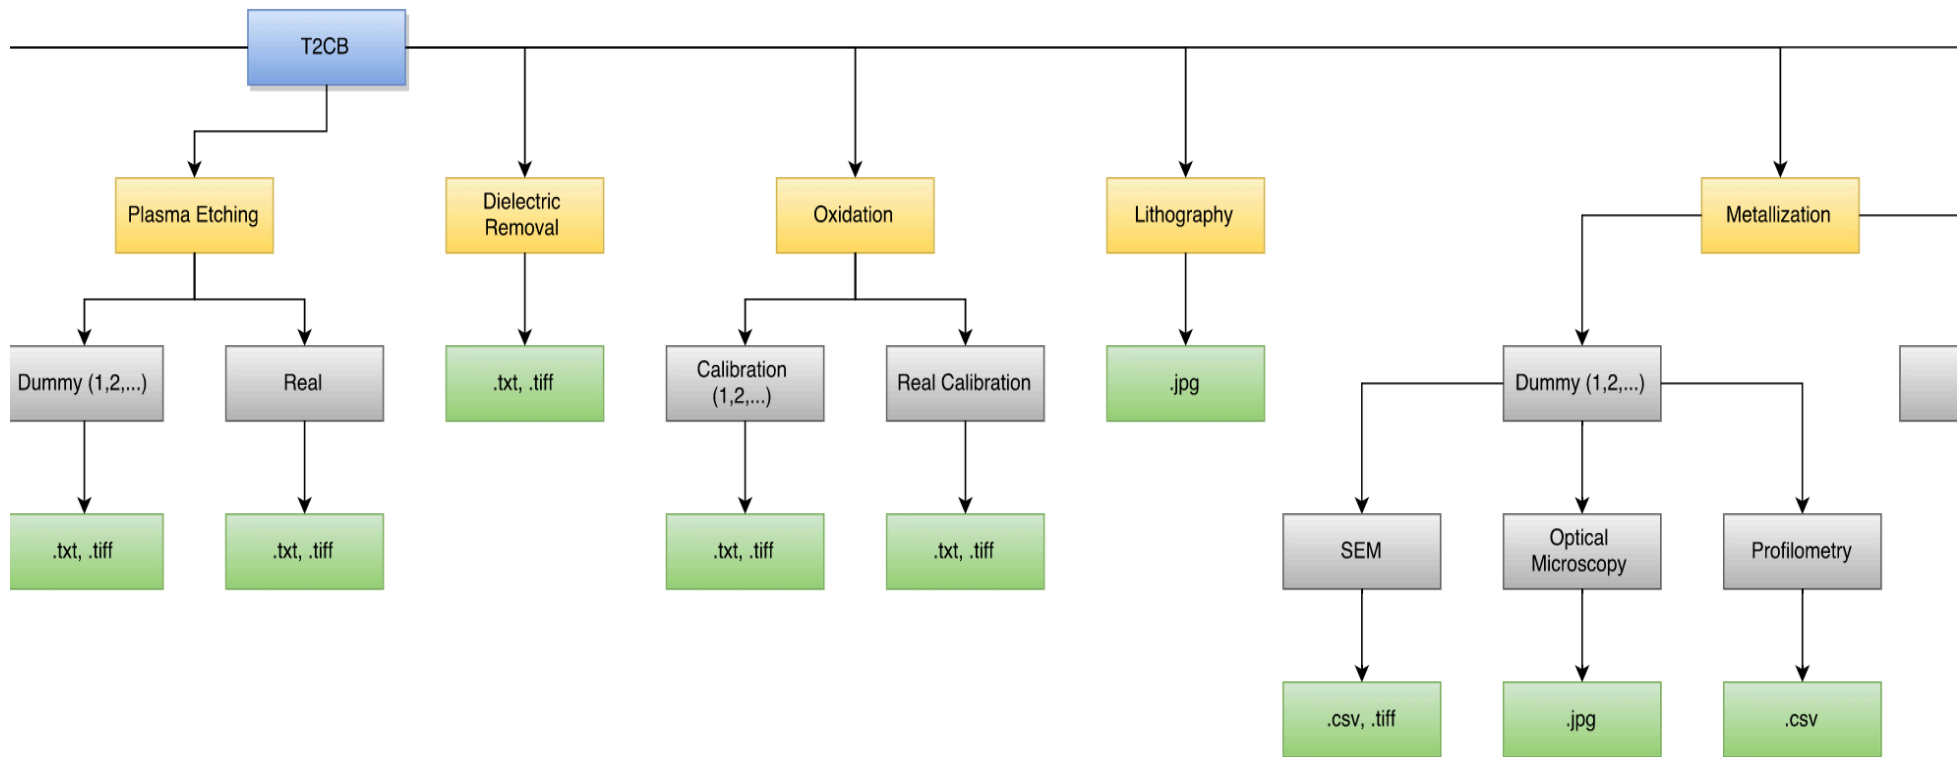 T2CB
Plasma Etching
Dielectric
Removal
Oxidation
Lithography
Metallization
Dummy (1,2,...)
Real
.txt, .tiff
Calibration
(1,2,...)
Real Calibration
.jpg
Dummy (1,2,...)
.txt, .tiff
.txt, .tiff
.txt, .tiff
.txt, .tiff
SEM
Optical
Microscopy
Profilometry
.csv, .tiff
.jpg
.csv